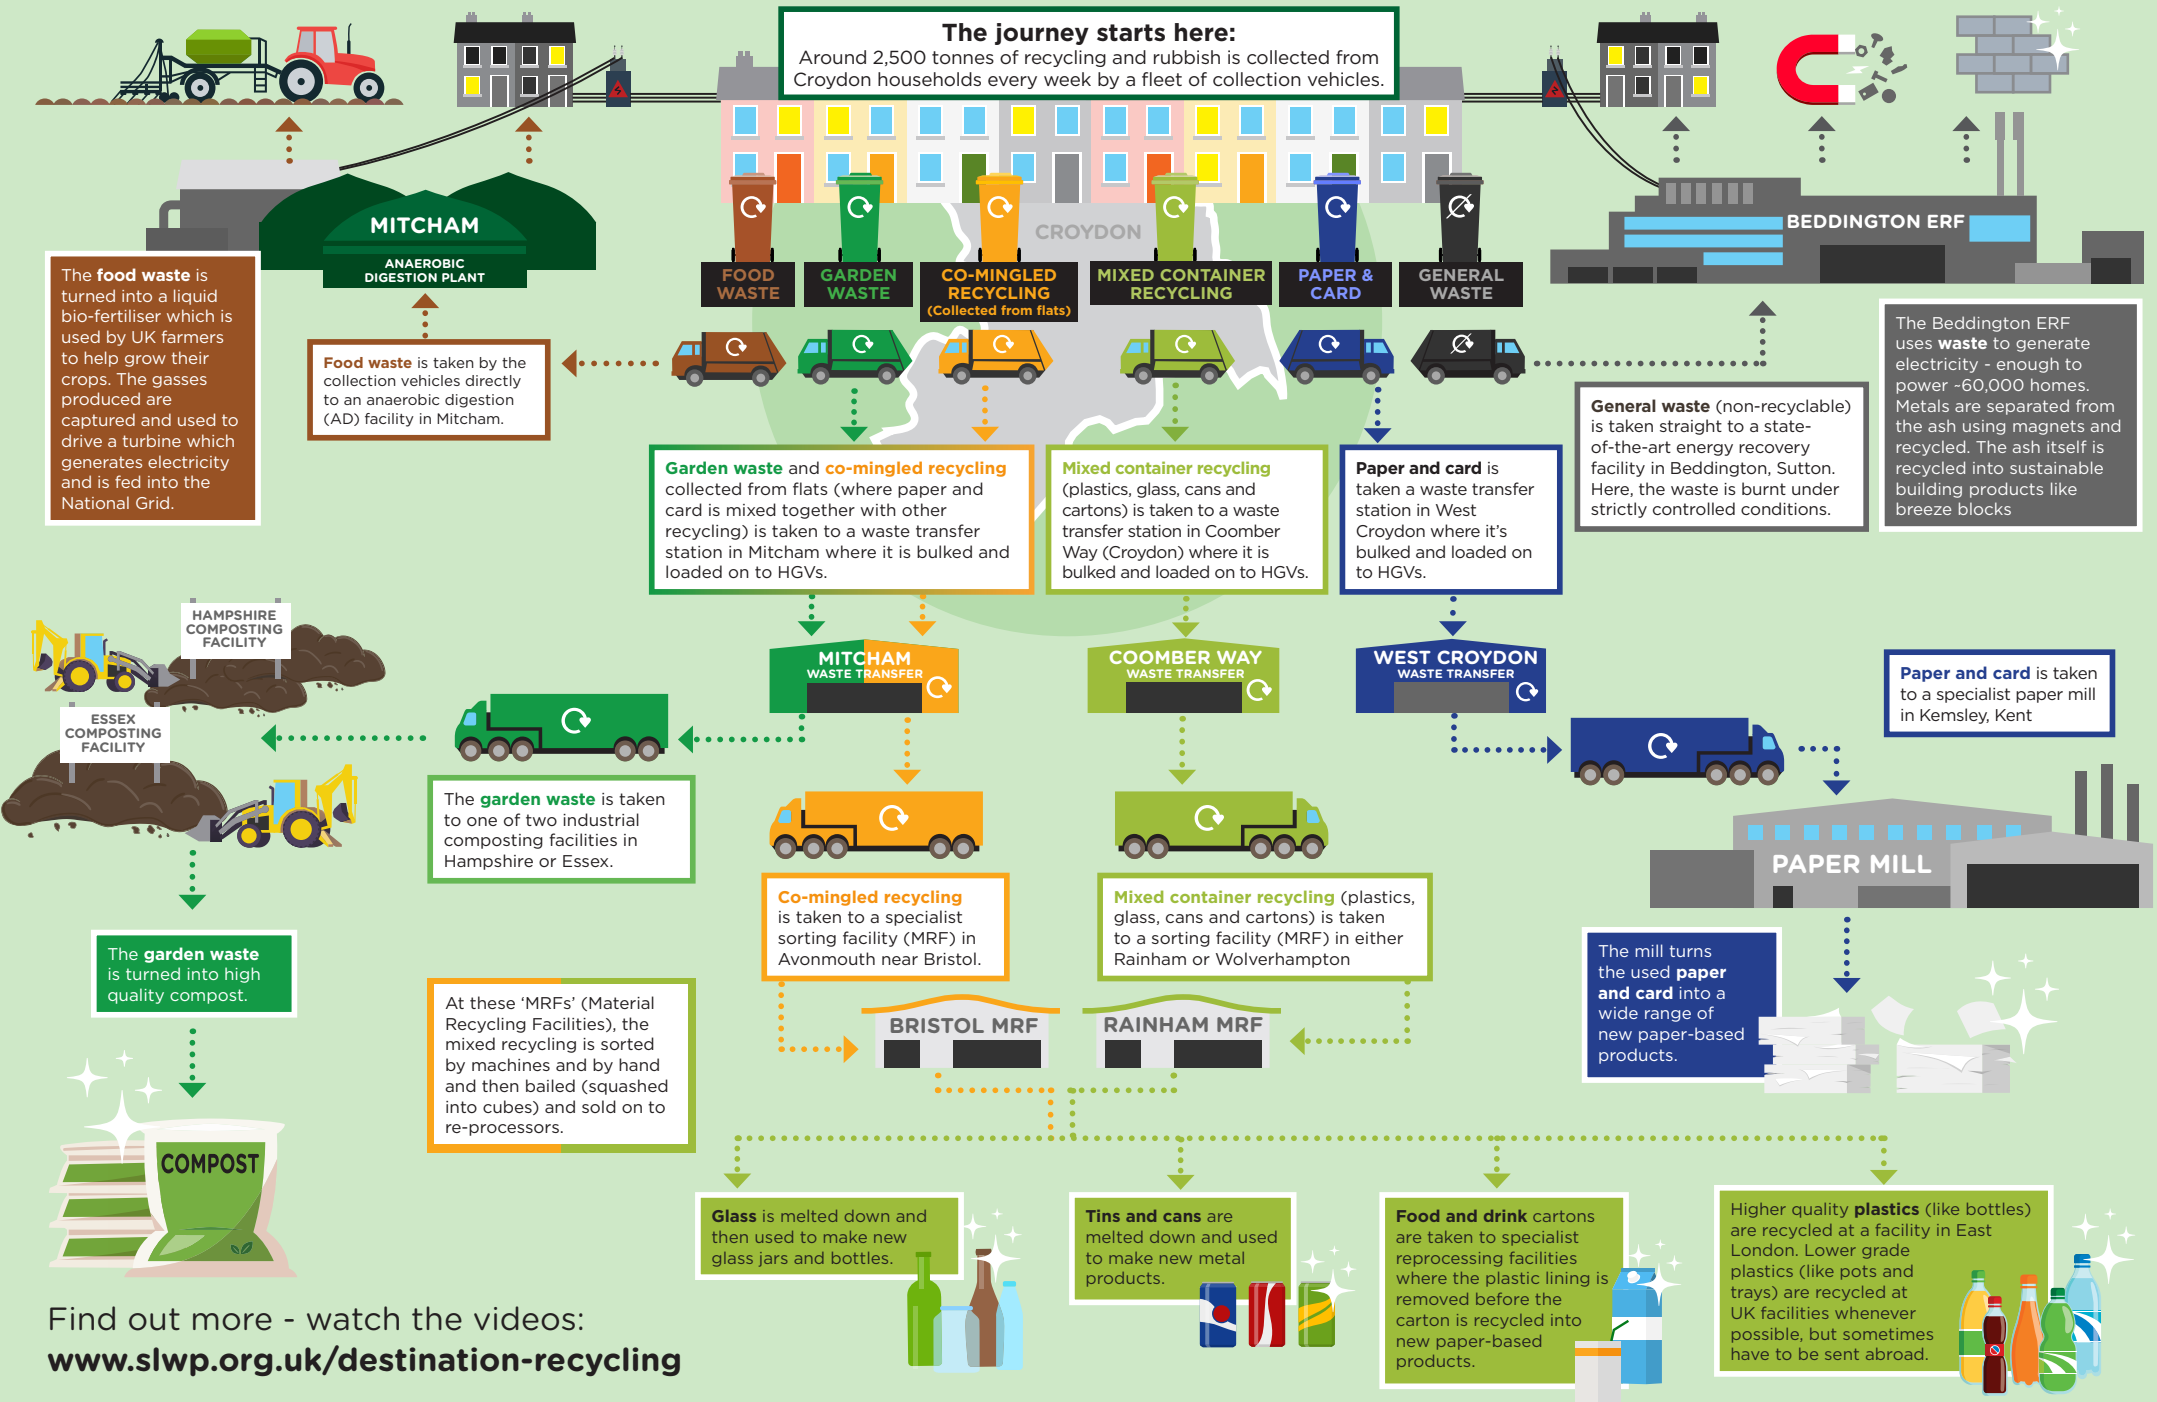 The journey starts here:
Around 2,500 tonnes of recycling and rubbish is collected from
Croydon households every week by a fleet of collection vehicles.
CROYDON
FOOD
WASTE
GARDEN
WASTE
CO-MINGLED
RECYCLING
(Collected from flats)
MIXED CONTAINER
RECYCLING
PAPER &
CARD
GENERAL
WASTE
MITCHAM
ANAEROBIC
DIGESTION PLANT
BEDDINGTON ERF
The food waste is
turned into a liquid
bio-fertiliser which is
used by UK farmers
to help grow their
crops. The gasses
produced are
captured and used to
drive a turbine which
generates electricity
and is fed into the
National Grid.
Food waste is taken by the
collection vehicles directly
to an anaerobic digestion
(AD) facility in Mitcham.
Garden waste and co-mingled recycling
collected from flats (where paper and
card is mixed together with other
recycling) is taken to a waste transfer
station in Mitcham where it is bulked and
loaded on to HGVs.
Mixed container recycling
(plastics, glass, cans and
cartons) is taken to a waste
transfer station in Coomber
Way (Croydon) where it is
bulked and loaded on to HGVs.
Paper and card is
taken a waste transfer
station in West
Croydon where it's
bulked and loaded on
to HGVs.
General waste (non-recyclable)
is taken straight to a state-
of-the-art energy recovery
facility in Beddington, Sutton.
Here, the waste is burnt under
strictly controlled conditions.
The Beddington ERF
uses waste to generate
electricity - enough to
power ~60,000 homes.
Metals are separated from
the ash using magnets and
recycled. The ash itself is
recycled into sustainable
building products like
breeze blocks
HAMPSHIRE
COMPOSTING
FACILITY
ESSEX
COMPOSTING
FACILITY
MITCHAM
WASTE TRANSFER
COOMBER WAY
WASTE TRANSFER
WEST CROYDON
WASTE TRANSFER
Paper and card is taken
to a specialist paper mill
in Kemsley, Kent
The garden waste is taken
to one of two industrial
composting facilities in
Hampshire or Essex.
PAPER MILL
Co-mingled recycling
is taken to a specialist
sorting facility (MRF) in
Avonmouth near Bristol.
Mixed container recycling (plastics,
glass, cans and cartons) is taken
to a sorting facility (MRF) in either
Rainham or Wolverhampton
The garden waste
is turned into high
quality compost.
At these ‘MRFs’ (Material
Recycling Facilities), the
mixed recycling is sorted
by machines and by hand
and then bailed (squashed
into cubes) and sold on to
re-processors.
BRISTOL MRF
RAINHAM MRF
The mill turns
the used paper
and card into a
wide range of
new paper-based
products.
COMPOST
Glass is melted down and
then used to make new
glass jars and bottles.
Tins and cans are
melted down and used
to make new metal
products.
Food and drink cartons
are taken to specialist
reprocessing facilities
where the plastic lining is
removed before the
carton is recycled into
new paper-based
products.
Higher quality plastics (like bottles)
are recycled at a facility in East
London. Lower grade
plastics (like pots and
trays) are recycled at
UK facilities whenever
possible, but sometimes
have to be sent abroad.
Find out more - watch the videos:
www.slwp.org.uk/destination-recycling